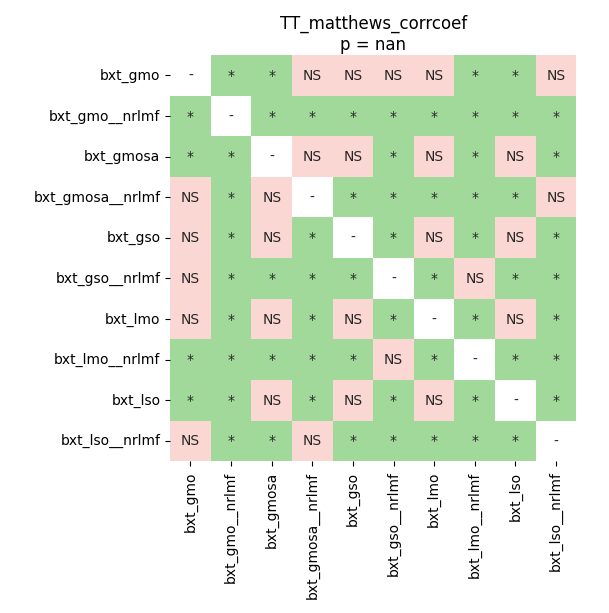 TT_matthews_corrcoef
p = nan
bxt_gmo - * * NS NS NS NS * * NS
bxt_gmo__nrlmf * - * * * * * * * *
bxt_gmosa * * - NS NS * NS * NS *
bxt_gmosa__nrlmf NS * NS - * * * * * NS
bxt_gso NS * NS * - * NS * NS *
bxt_gso__nrlmf NS * * * * - * NS * *
bxt_lmo NS * NS * NS * - * NS *
bxt_lmo__nrlmf * * * * * NS * - * *
bxt_lso * * NS * NS * NS * - *
bxt_lso__nrlmf NS * * NS * * * * * -
bxt_gmo
bxt_gmo__nrlmf
bxt_gmosa
bxt_gmosa__nrlmf
bxt_gso
bxt_gso__nrlmf
bxt_lmo
bxt_lmo__nrlmf
bxt_lso
bxt_lso__nrlmf